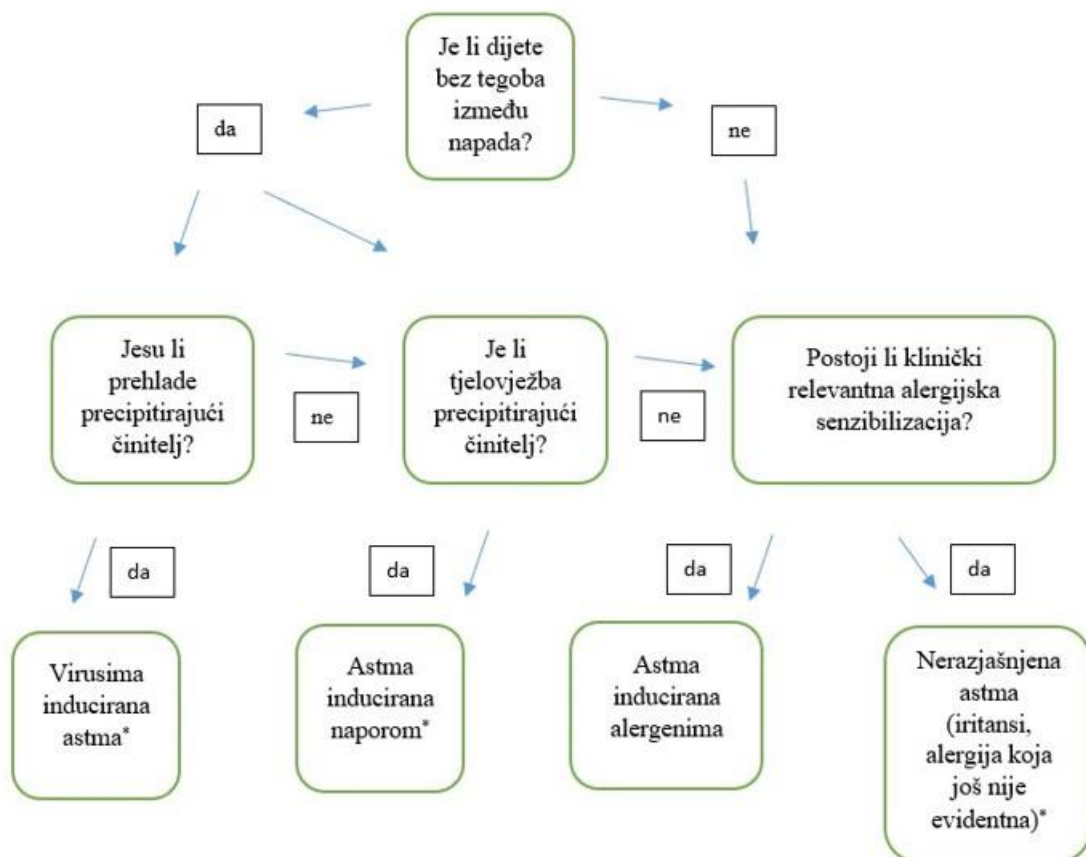 Je li dijete
bez tegoba
između
napada?
da
ne
Jesu li
prehlade
precipitirajući
činitelj?
ne
Je li
tjelovježba
precipitirajući
činitelj?
ne
Postoji li klinički
relevantna alergijska
senzibilizacija?
da
da
da
da
Virusima
inducirana
astma*
Astma
inducirana
naporom*
Astma
inducirana
alergenima
Nerazjašnjena
astma
(iritansi,
alergija koja
još nije
evidentna)*